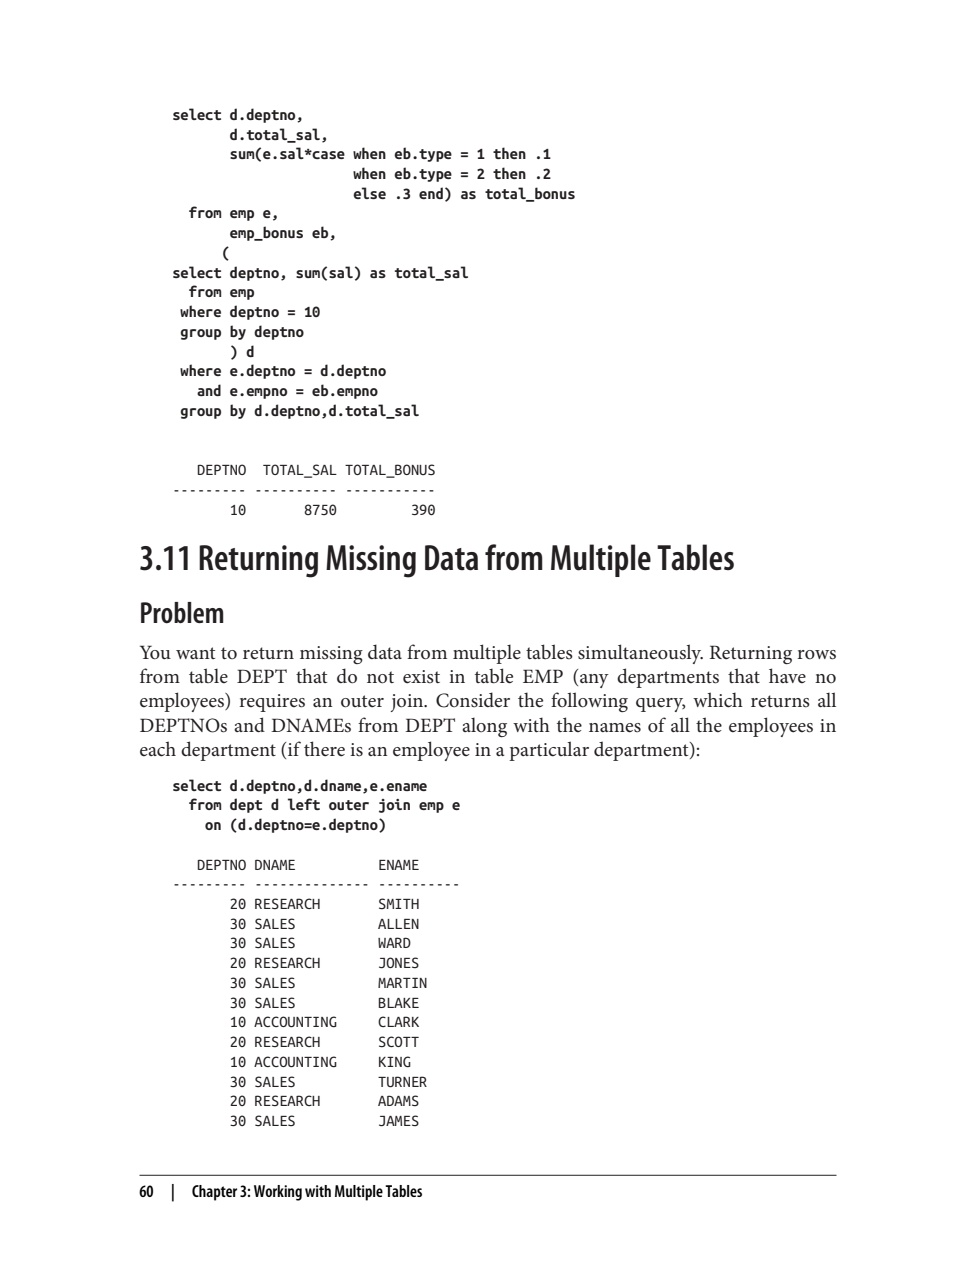 select d.deptno,
       d.total_sal,
       sum(e.sal*case when eb.type = 1 then .1
                      when eb.type = 2 then .2
                      else .3 end) as total_bonus
  from emp e,
       emp_bonus eb,
      (
select deptno, sum(sal) as total_sal
  from emp
 where deptno = 10
 group by deptno
       ) d
 where e.deptno = d.deptno
   and e.empno = eb.empno
 group by d.deptno,d.total_sal
   DEPTNO  TOTAL_SAL TOTAL_BONUS
--------- ---------- -----------
       10       8750         390
3.11 Returning Missing Data from Multiple Tables
Problem
You want to return missing data from multiple tables simultaneously. Returning rows
from table DEPT that do not exist in table EMP (any departments that have no
employees) requires an outer join. Consider the following query, which returns all
DEPTNOs and DNAMEs from DEPT along with the names of all the employees in
each department (if there is an employee in a particular department):
select d.deptno,d.dname,e.ename
  from dept d left outer join emp e
    on (d.deptno=e.deptno)
   DEPTNO DNAME          ENAME
--------- -------------- ----------
       20 RESEARCH       SMITH
       30 SALES          ALLEN
       30 SALES          WARD
       20 RESEARCH       JONES
       30 SALES          MARTIN
       30 SALES          BLAKE
       10 ACCOUNTING     CLARK
       20 RESEARCH       SCOTT
       10 ACCOUNTING     KING
       30 SALES          TURNER
       20 RESEARCH       ADAMS
       30 SALES          JAMES
60 | Chapter 3: Working with Multiple Tables